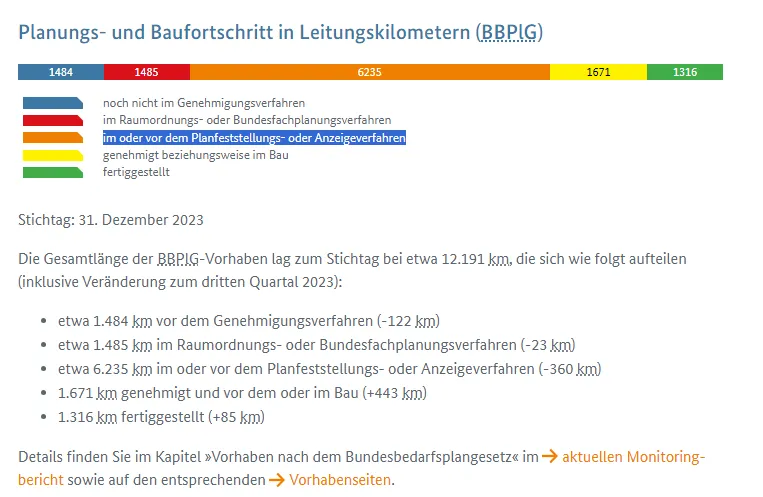 Planungs- und Baufortschritt in Leitungskilometern (BBPlG)
1484 1485 6235 1671 1316
noch nicht im Genehmigungsverfahren
im Raumordnungs- oder Bundesfachplanungsverfahren
im oder vor dem Planfeststellungs- oder Anzeigeverfahren
genehmigt beziehungsweise im Bau
fertiggestellt
Stichtag: 31. Dezember 2023
Die Gesamtlänge der BBPlG-Vorhaben lag zum Stichtag bei etwa 12.191 km, die sich wie folgt aufteilen
(inklusive Veränderung zum dritten Quartal 2023):
• etwa 1.484 km vor dem Genehmigungsverfahren (-122 km)
• etwa 1.485 km im Raumordnungs- oder Bundesfachplanungsverfahren (-23 km)
• etwa 6.235 km im oder vor dem Planfeststellungs- oder Anzeigeverfahren (-360 km)
• 1.671 km genehmigt und vor dem oder im Bau (+443 km)
• 1.316 km fertiggestellt (+85 km)
Details finden Sie im Kapitel »Vorhaben nach dem Bundesbedarfsplangesetz« im → aktuellen Monitoring-
bericht sowie auf den entsprechenden → Vorhabenseiten.